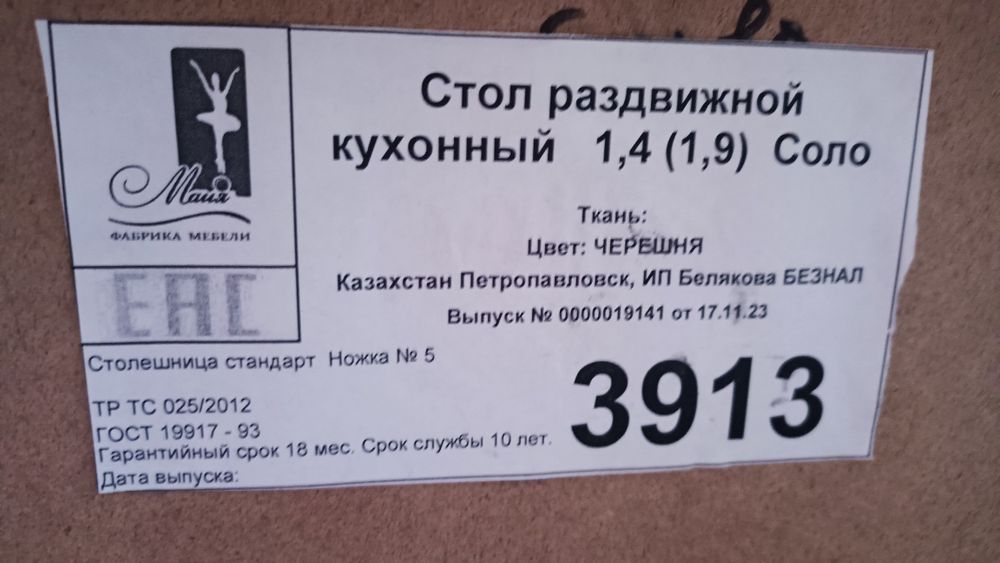 Майя
ФАБРИКА МЕБЕЛИ
ЕАС
Стол раздвижной
кухонный 1,4 (1,9) Соло
Ткань:
Цвет: ЧЕРЕШНЯ
Казахстан Петропавловск, ИП Белякова БЕЗНАЛ
Выпуск № 0000019141 от 17.11.23
Столешница стандарт Ножка № 5
3913
ТР ТС 025/2012
ГОСТ 19917 - 93
Гарантийный срок 18 мес. Срок службы 10 лет.
Дата выпуска: